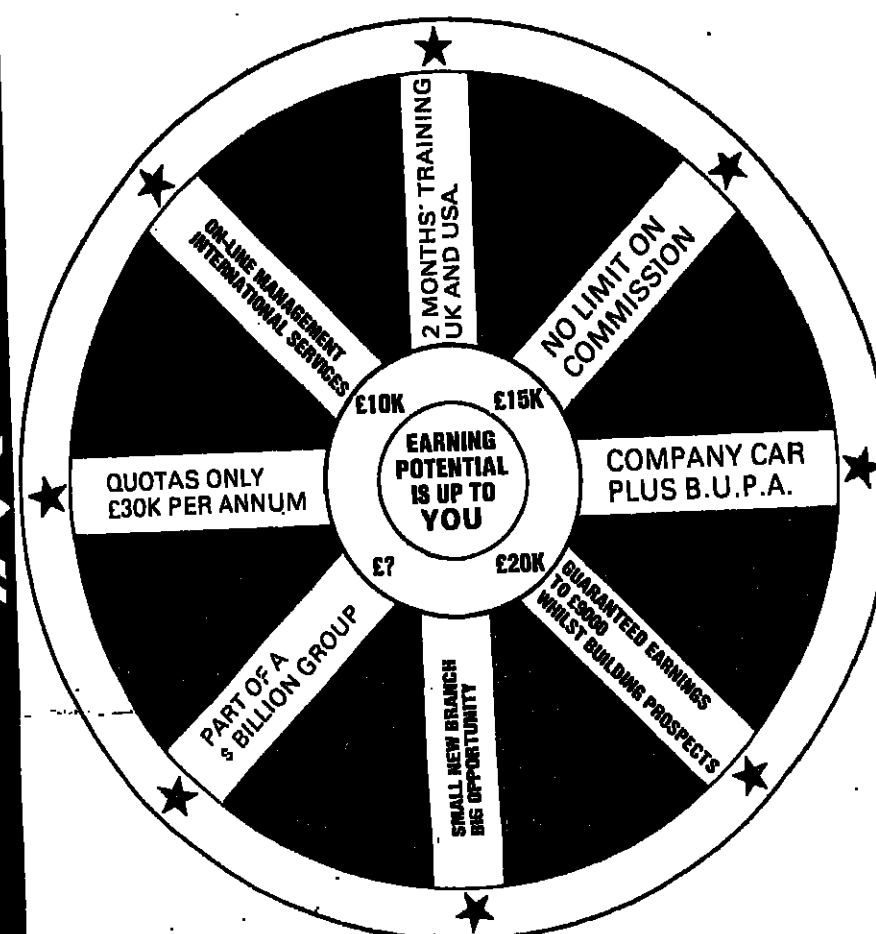 2 MONTHS' TRAINING
UK AND USA
NO LIMIT ON
COMMISSION
COMPANY CAR
PLUS B.U.P.A.
GUARANTEED EARNINGS
TO £9000
WHILST BUILDING PROSPECTS
SMALL NEW BRANCH
BIG OPPORTUNITY
PART OF A
$ BILLION GROUP
QUOTAS ONLY
£30K PER ANNUM
ON-LINE MANAGEMENT
INTERNATIONAL SERVICES
£10K
£15K
£20K
£?
EARNING
POTENTIAL
IS UP TO
YOU